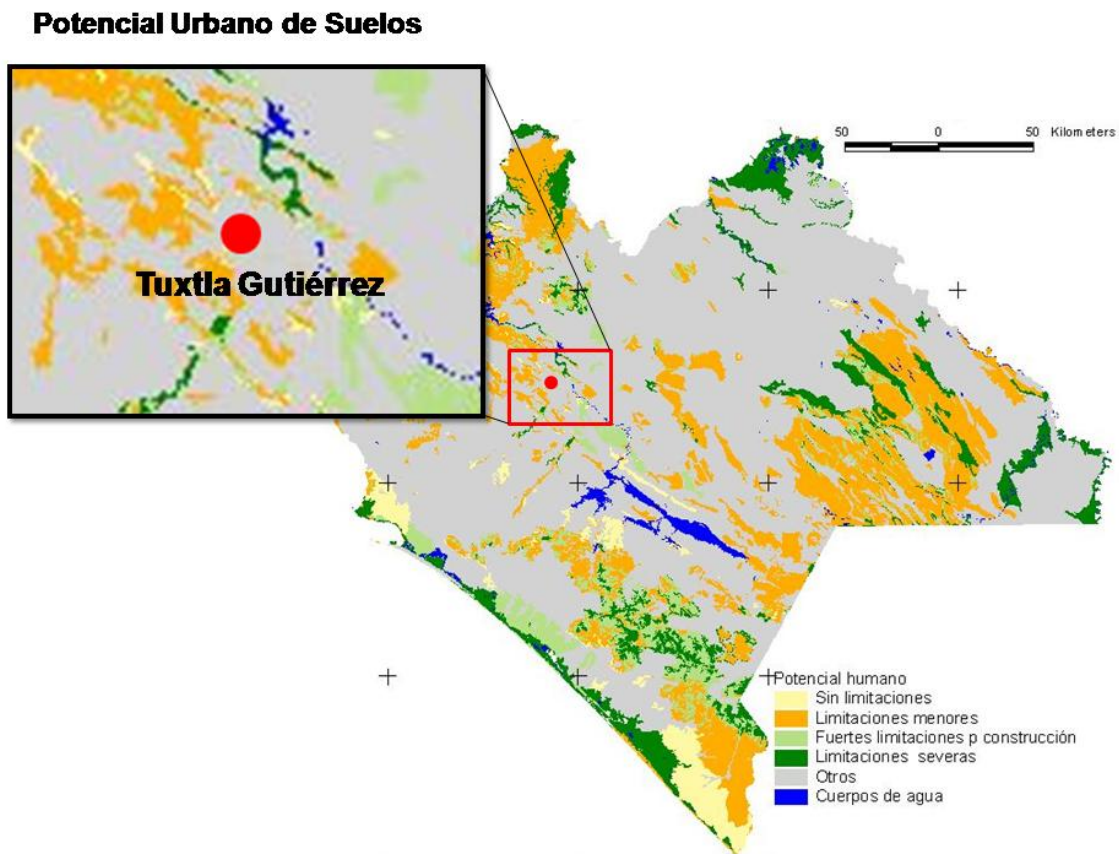 Potencial Urbano de Suelos
50 0 50 Kilometers
Tuxtla Gutiérrez
Potencial humano
Sin limitaciones
Limitaciones menores
Fuertes limitaciones p construcción
Limitaciones severas
Otros
Cuerpos de agua